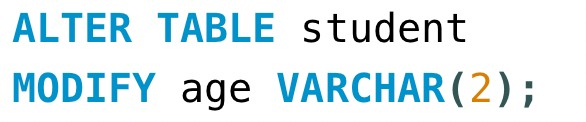 ALTER TABLE student
MODIFY age VARCHAR(2);